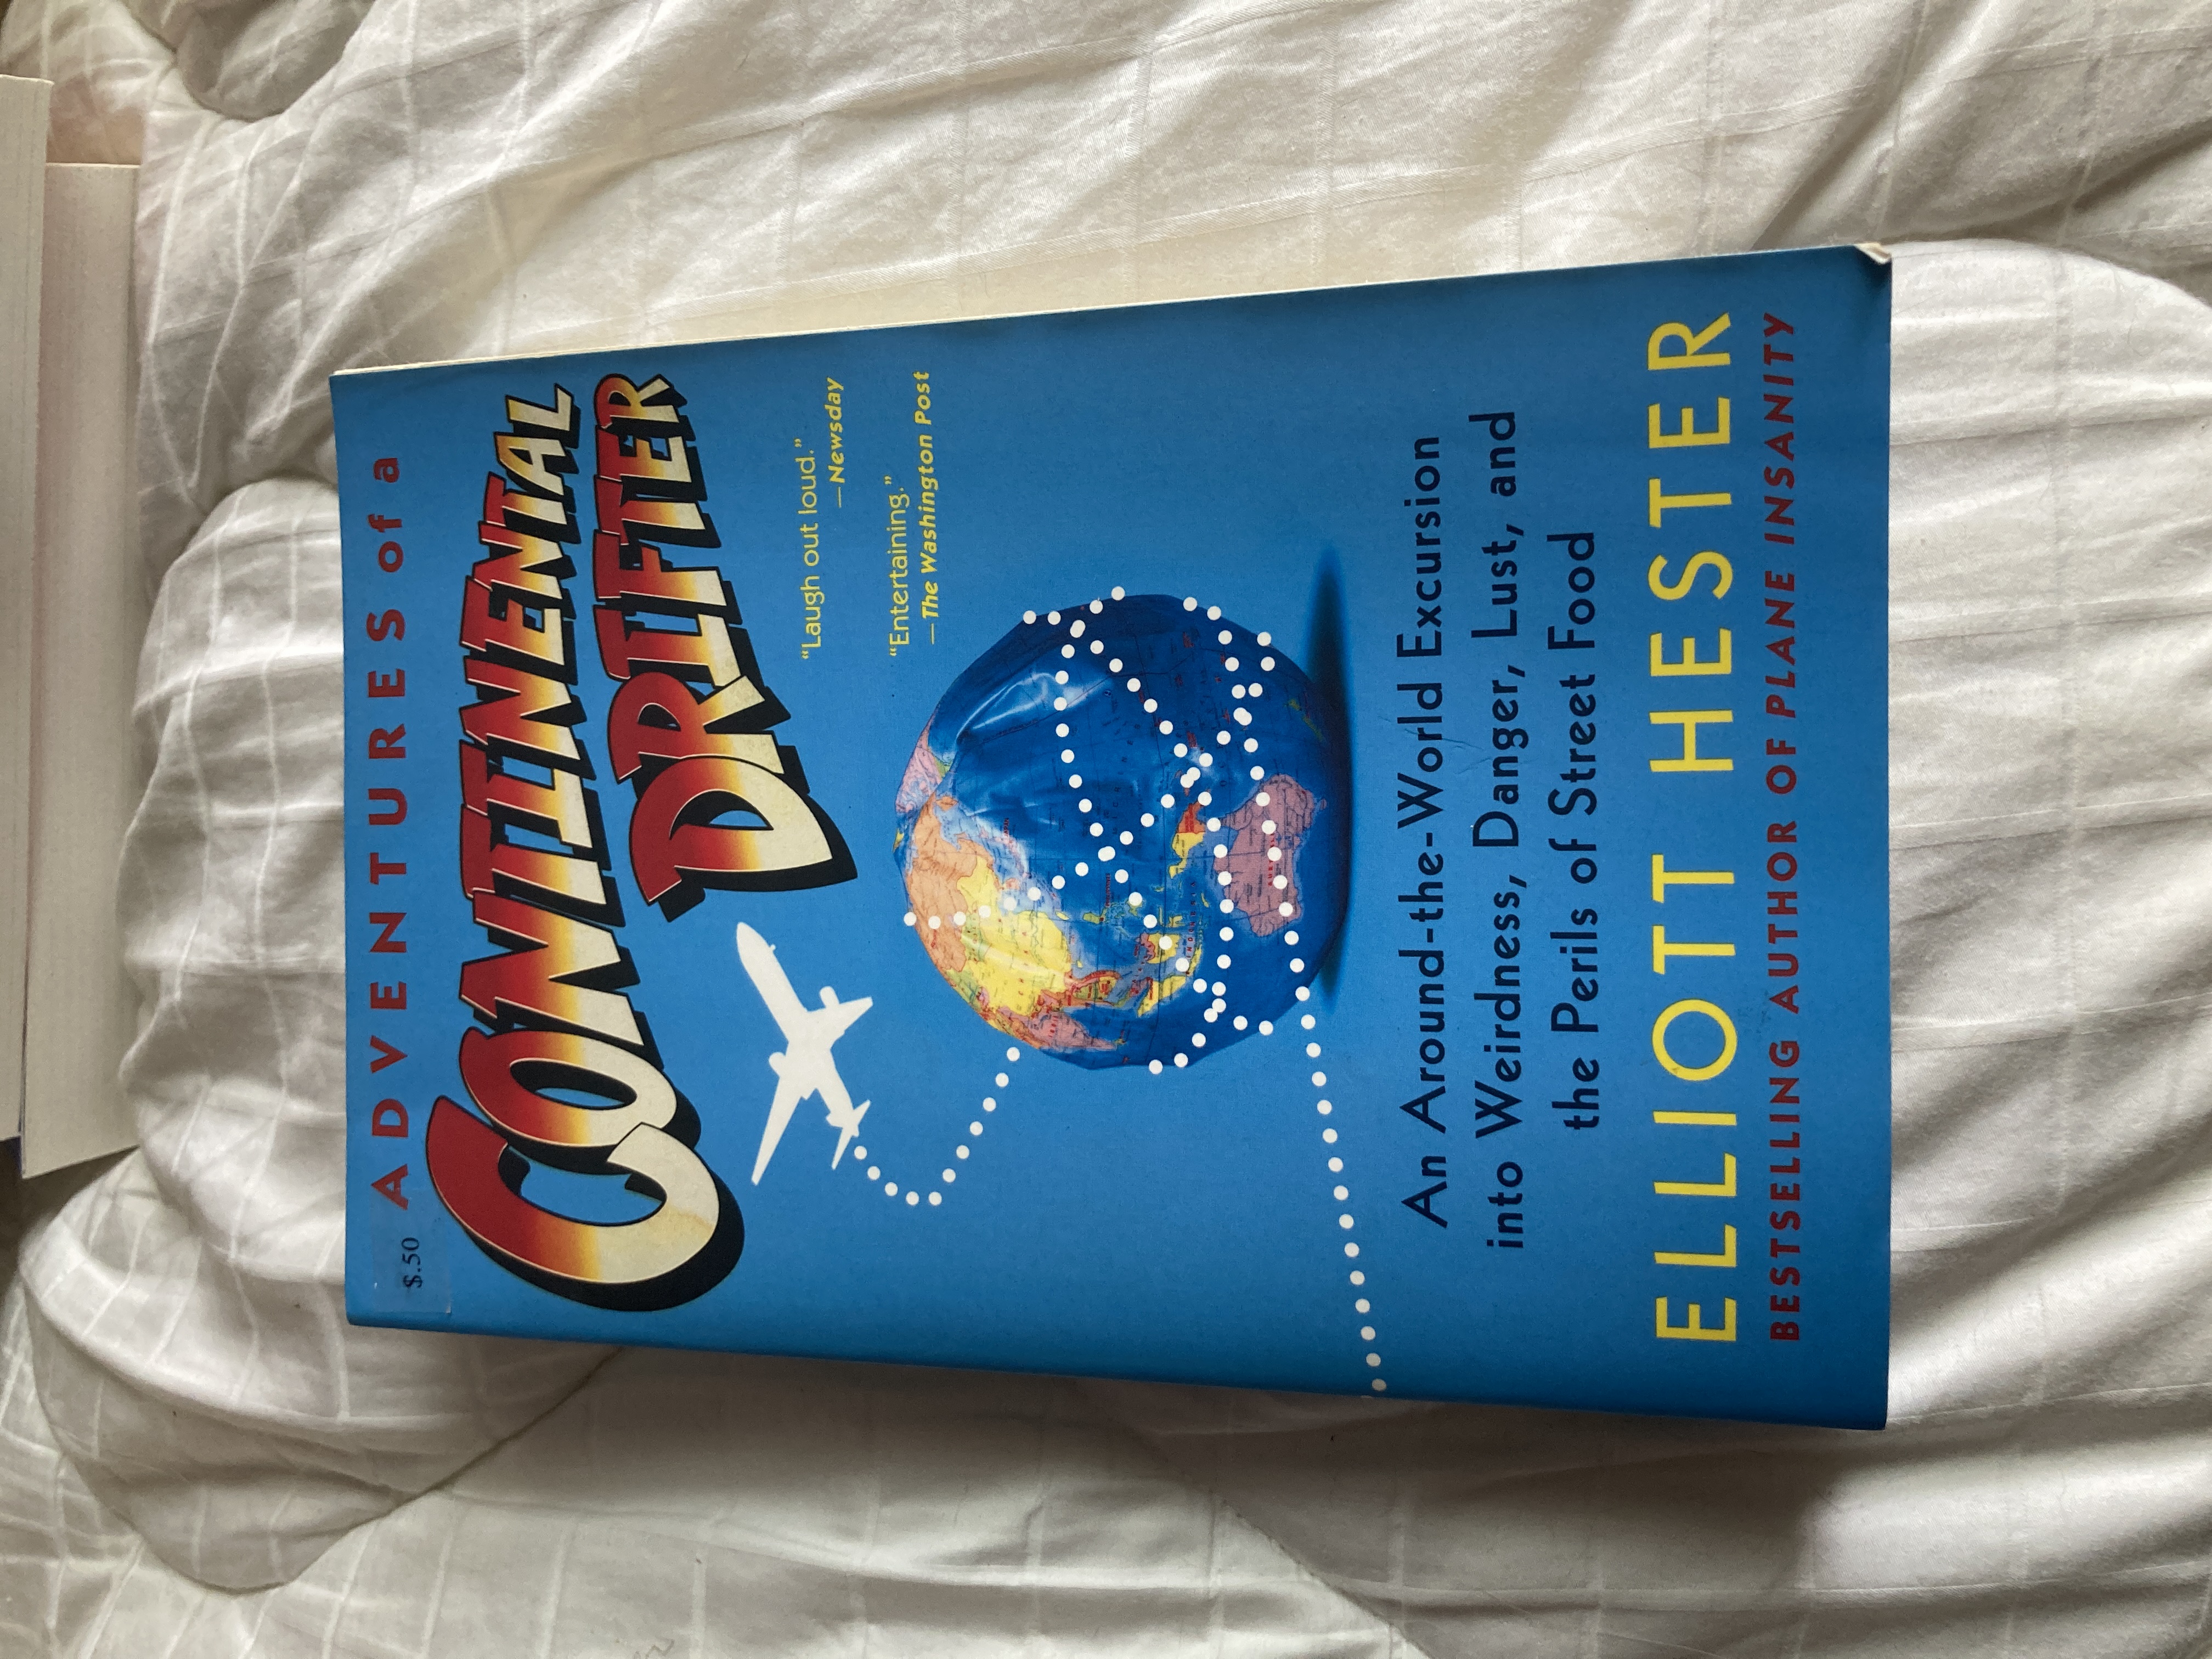 $.50
ADVENTURES of a
CONTINENTAL
DRIFTER
“Laugh out loud.”
—Newsday
“Entertaining.”
—The Washington Post
An Around-the-World Excursion
into Weirdness, Danger, Lust, and
the Perils of Street Food
ELLIOTT HESTER
BESTSELLING AUTHOR OF PLANE INSANITY